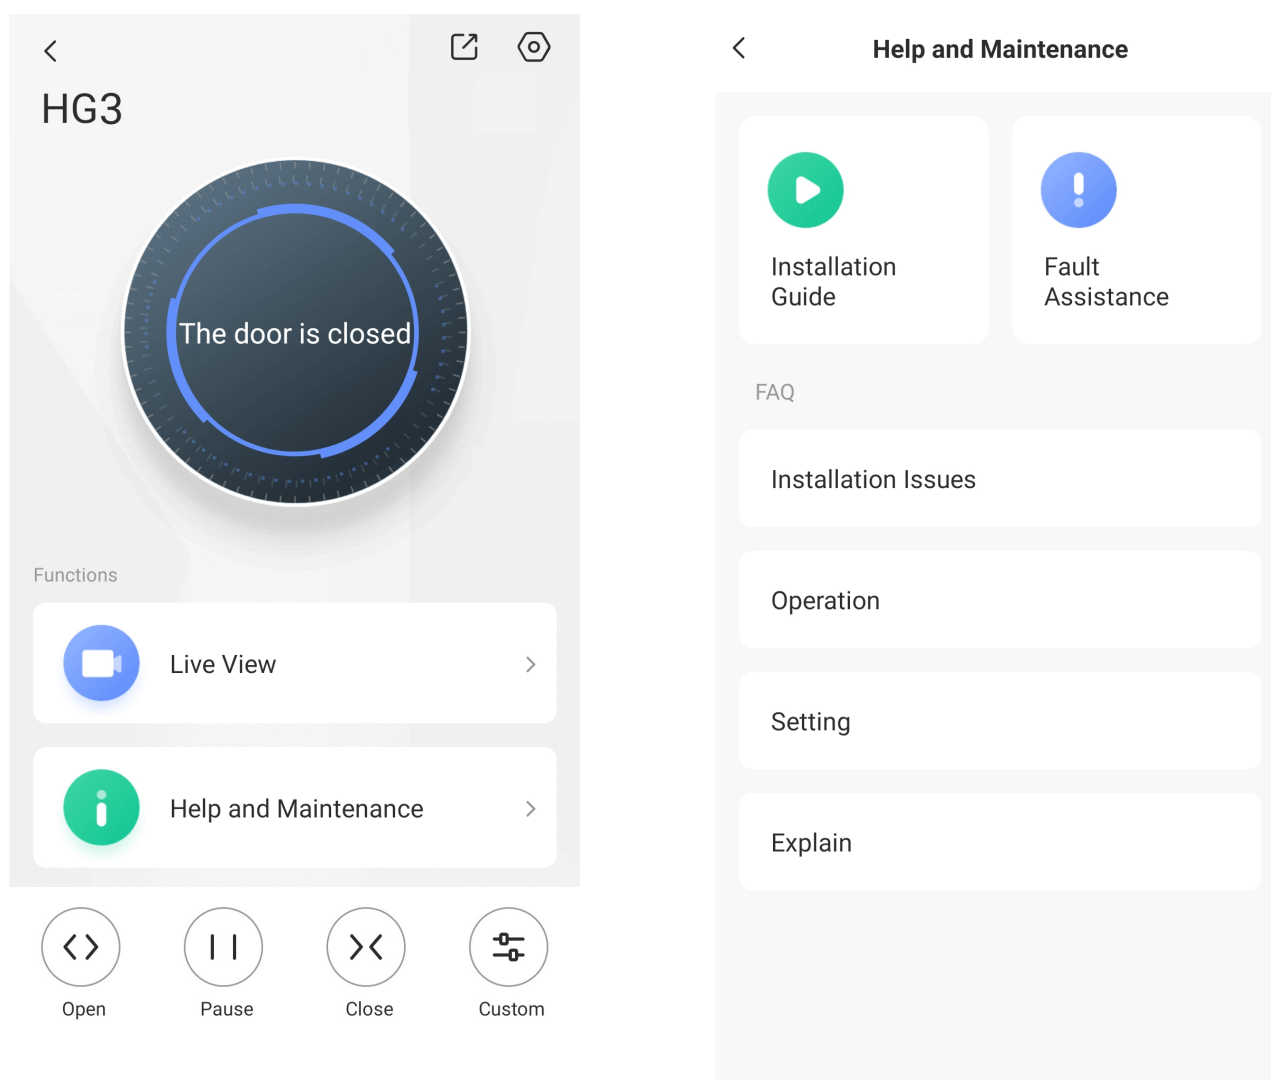 HG3
The door is closed
Functions
Live View
Help and Maintenance
Open
Pause
Close
Custom
Help and Maintenance
Installation
Guide
Fault
Assistance
FAQ
Installation Issues
Operation
Setting
Explain